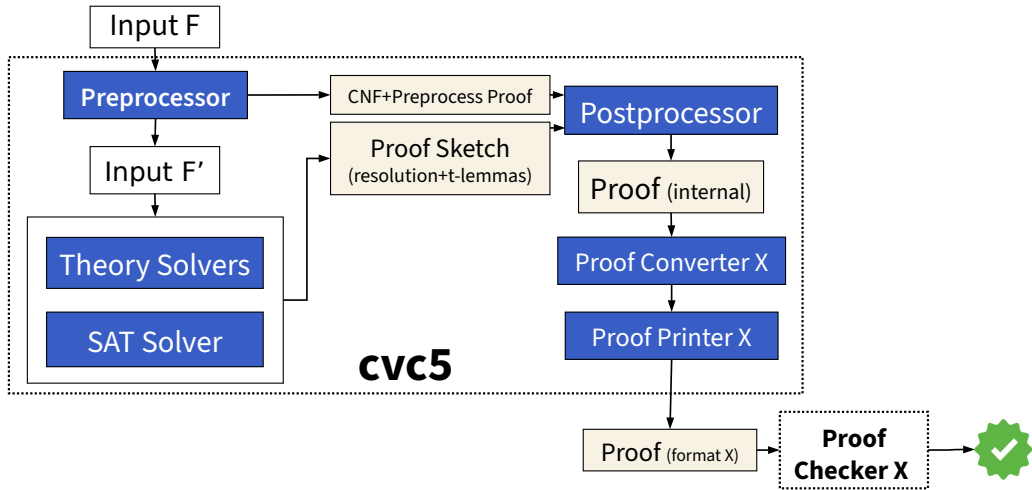 Input F
Preprocessor
CNF+Preprocess Proof
Postprocessor
Proof Sketch
(resolution+t-lemmas)
Input F’
Proof (internal)
Theory Solvers
Proof Converter X
SAT Solver
Proof Printer X
cvc5
Proof (format X)
Proof
Checker X